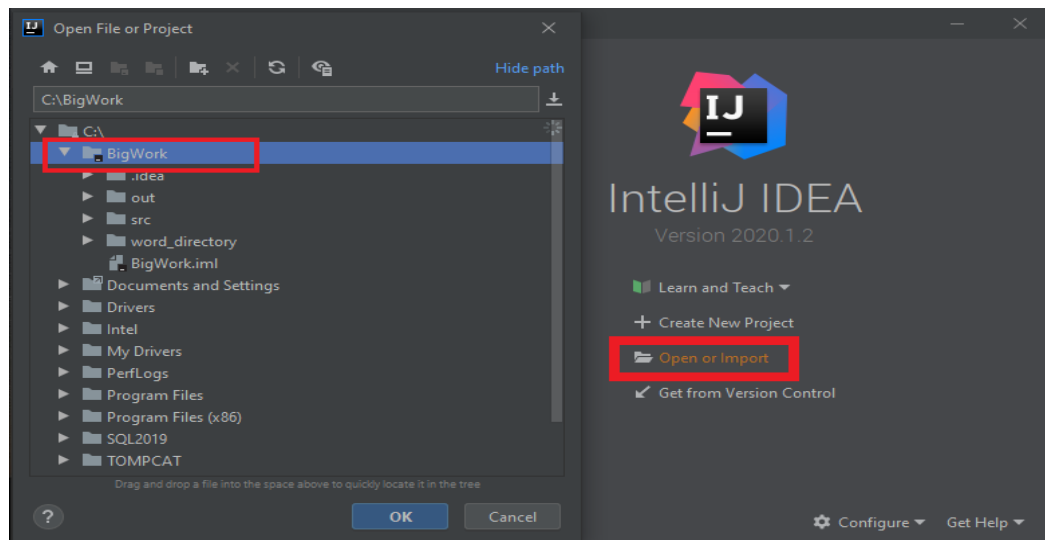 IJ Open File or Project
Hide path
C:\BigWork
C:\
BigWork
.idea
out
src
word_directory
BigWork.iml
Documents and Settings
Drivers
Intel
My Drivers
PerfLogs
Program Files
Program Files (x86)
SQL2019
TOMPCAT
Drag and drop a file into the space above to quickly locate it in the tree
? OK Cancel
IJ
IntelliJ IDEA
Version 2020.1.2
Learn and Teach
Create New Project
Open or Import
Get from Version Control
Configure Get Help